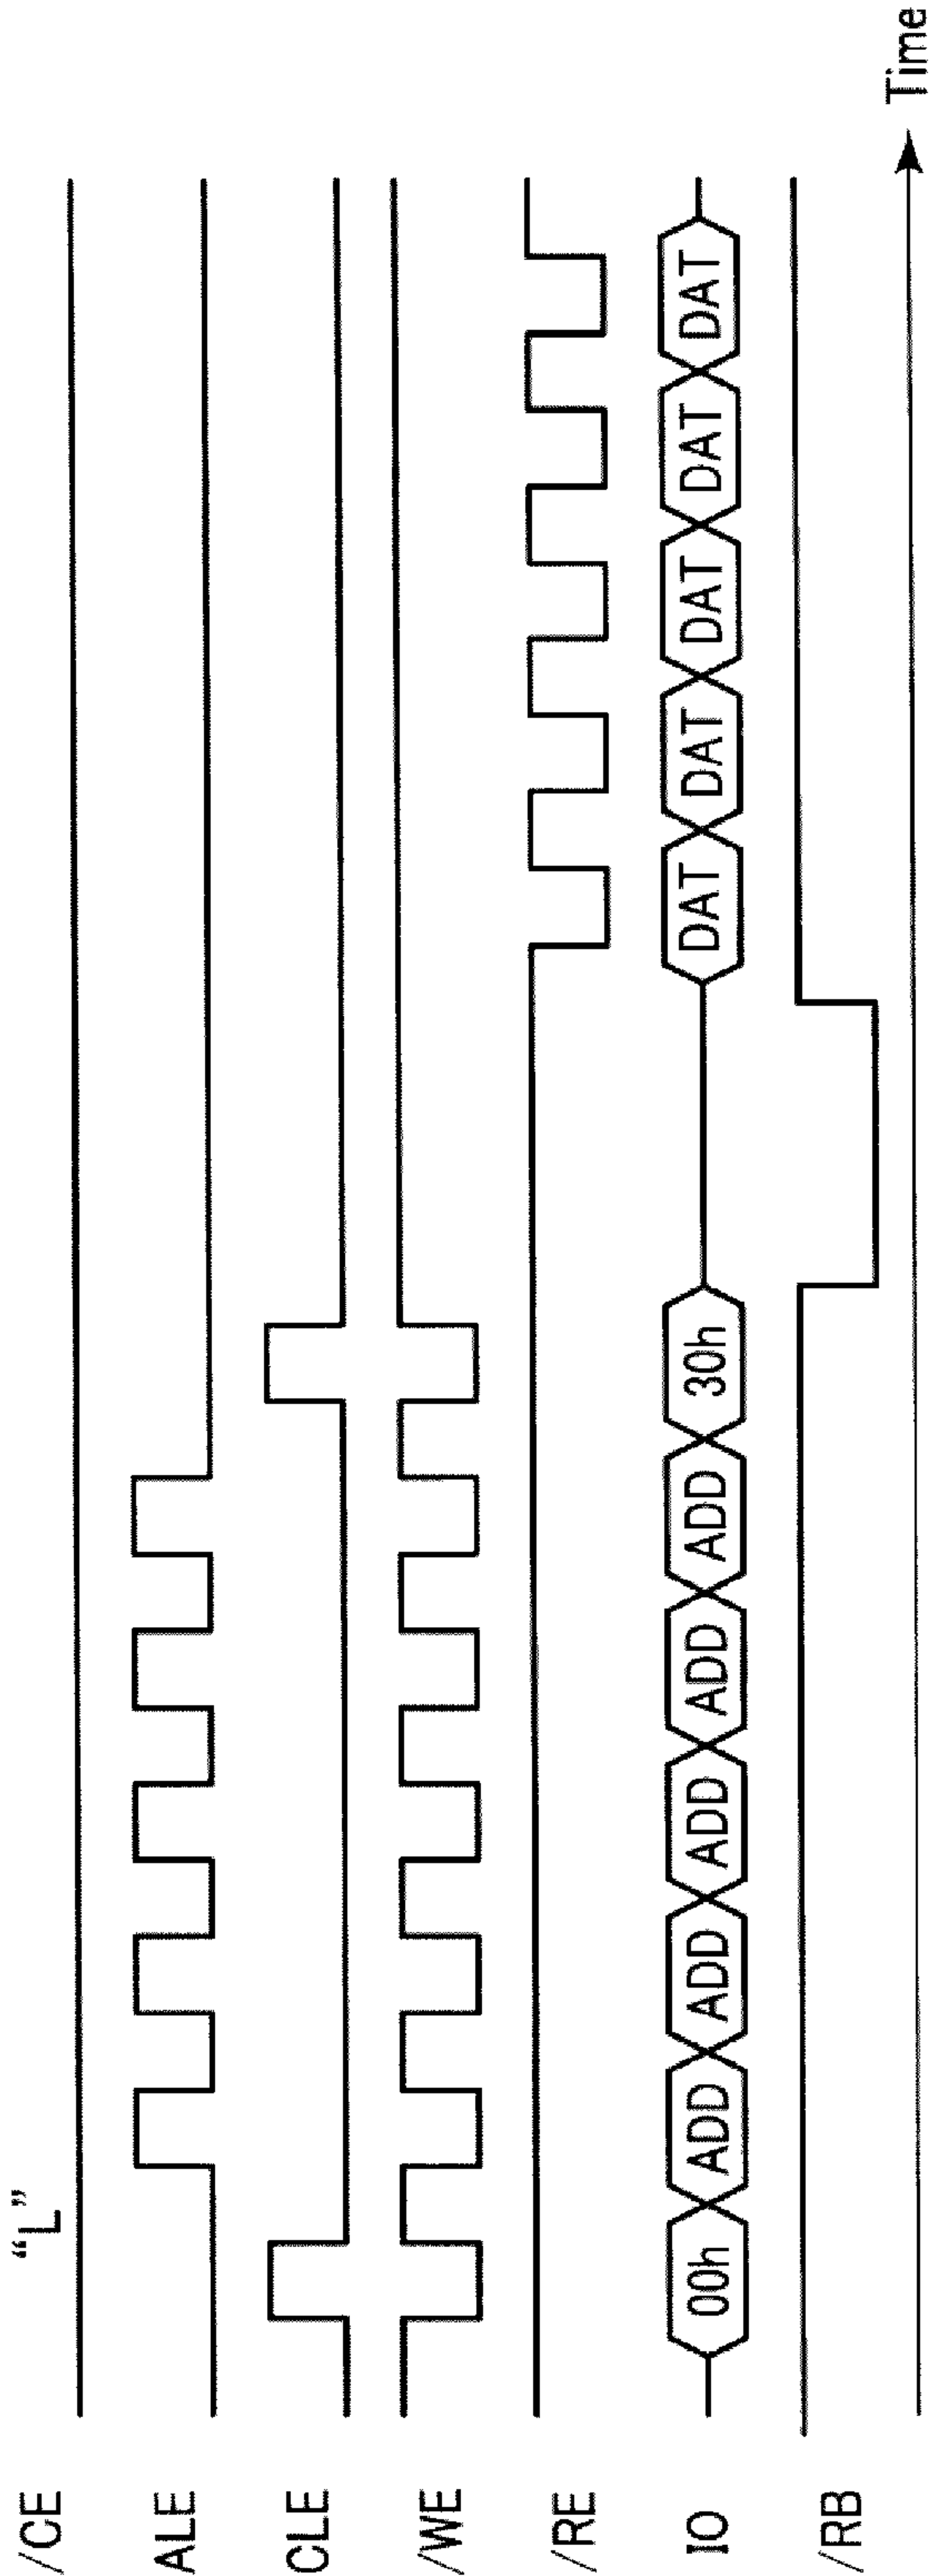 "L"
/CE
ALE
CLE
/WE
/RE
IO 00h ADD ADD ADD ADD ADD 30h DAT DAT DAT DAT DAT
/RB
Time